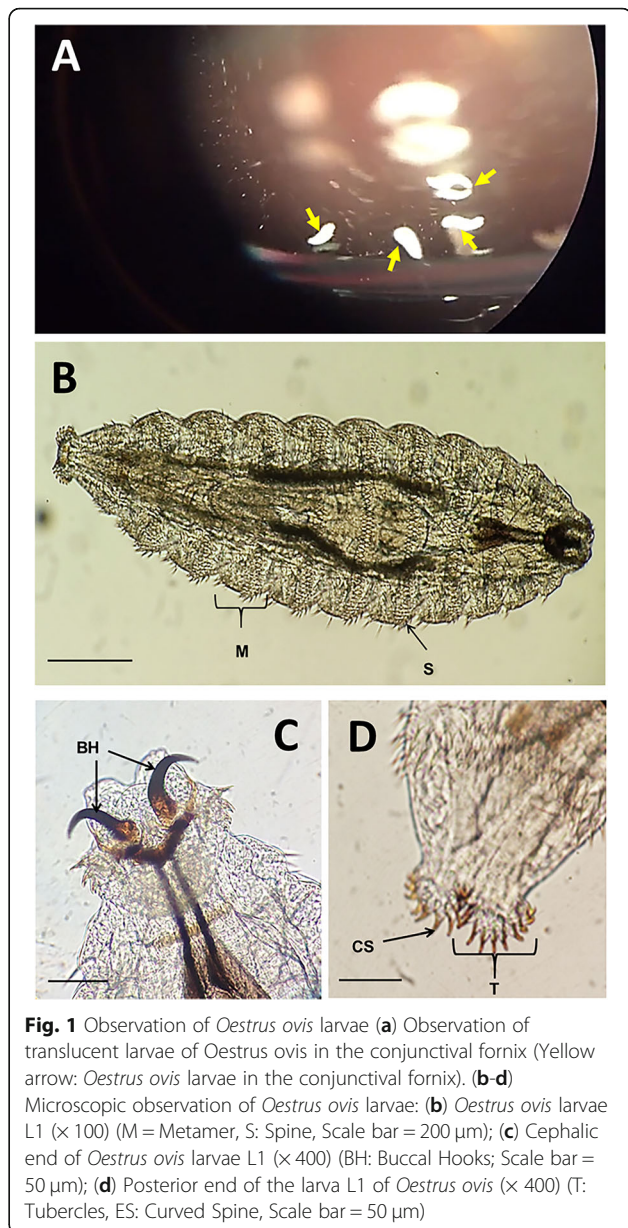 A
B
M
S
BH
C
D
CS
T
Fig. 1 Observation of Oestrus ovis larvae (a) Observation of
translucent larvae of Oestrus ovis in the conjunctival fornix (Yellow
arrow: Oestrus ovis larvae in the conjunctival fornix). (b-d)
Microscopic observation of Oestrus ovis larvae: (b) Oestrus ovis larvae
L1 (× 100) (M = Metamer, S: Spine, Scale bar = 200 μm); (c) Cephalic
end of Oestrus ovis larvae L1 (× 400) (BH: Buccal Hooks; Scale bar =
50 μm); (d) Posterior end of the larva L1 of Oestrus ovis (× 400) (T:
Tubercles, ES: Curved Spine, Scale bar = 50 μm)